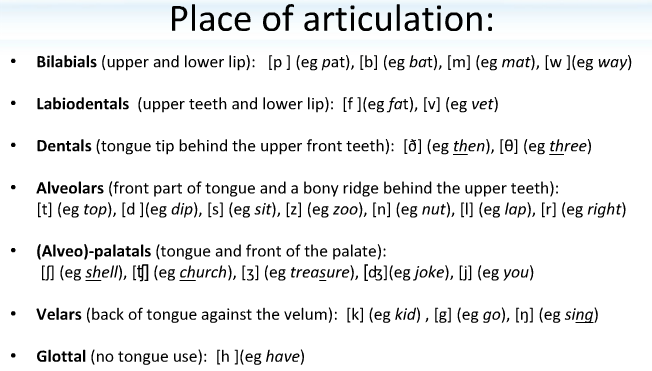 Place of articulation:
• Bilabials (upper and lower lip): [p ] (eg pat), [b] (eg bat), [m] (eg mat), [w ](eg way)
• Labiodentals (upper teeth and lower lip): [f ](eg fat), [v] (eg vet)
• Dentals (tongue tip behind the upper front teeth): [ð] (eg then), [θ] (eg three)
• Alveolars (front part of tongue and a bony ridge behind the upper teeth):
[t] (eg top), [d ](eg dip), [s] (eg sit), [z] (eg zoo), [n] (eg nut), [l] (eg lap), [r] (eg right)
• (Alveo)-palatals (tongue and front of the palate):
[ʃ] (eg shell), [ʧ] (eg church), [ʒ] (eg treasure), [ʤ](eg joke), [j] (eg you)
• Velars (back of tongue against the velum): [k] (eg kid) , [g] (eg go), [ŋ] (eg sing)
• Glottal (no tongue use): [h ](eg have)